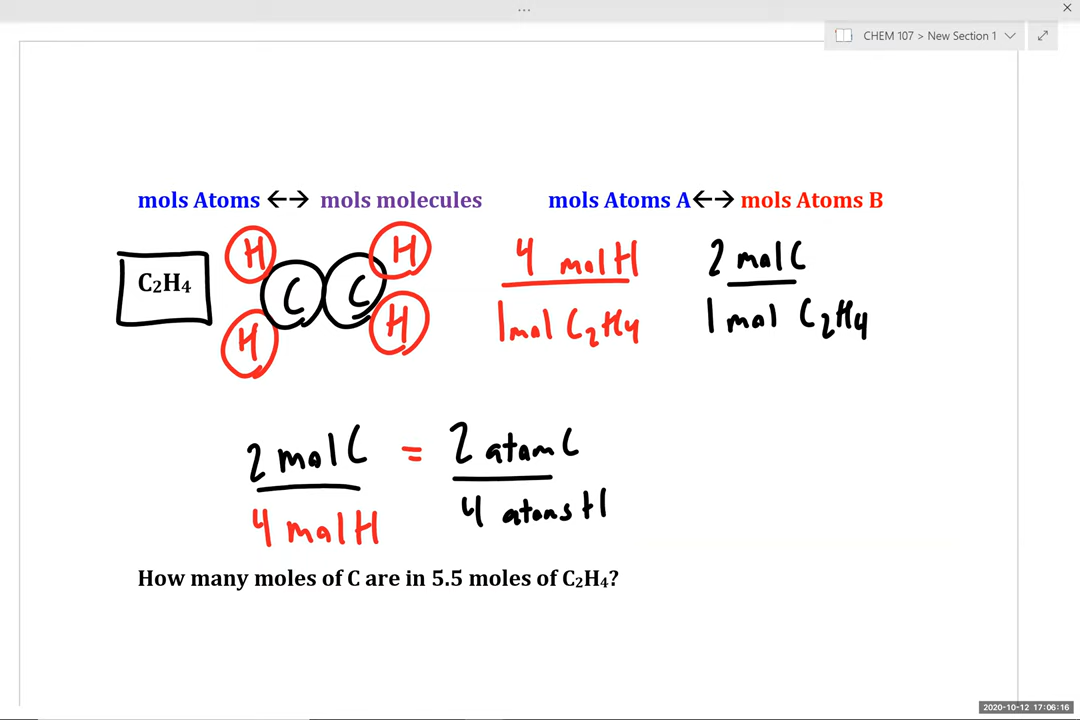 ...
CHEM 107 > New Section 1
mols Atoms ←→ mols molecules
mols Atoms A←→ mols Atoms B
C₂H₄
H
H
C
C
H
H
4 mol H
1 mol C₂H₄
2 mol C
1 mol C₂H₄
2 mol C = 2 atom C
4 mol H
4 atoms H
How many moles of C are in 5.5 moles of C₂H₄?
2020-10-12 17:06:16